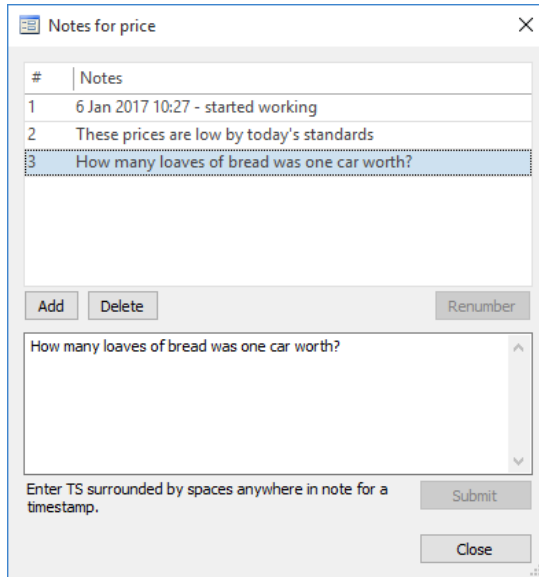 Notes for price
# Notes
1 6 Jan 2017 10:27 - started working
2 These prices are low by today's standards
3 How many loaves of bread was one car worth?
Add Delete Renumber
How many loaves of bread was one car worth?
Enter TS surrounded by spaces anywhere in note for a
timestamp.
Submit
Close